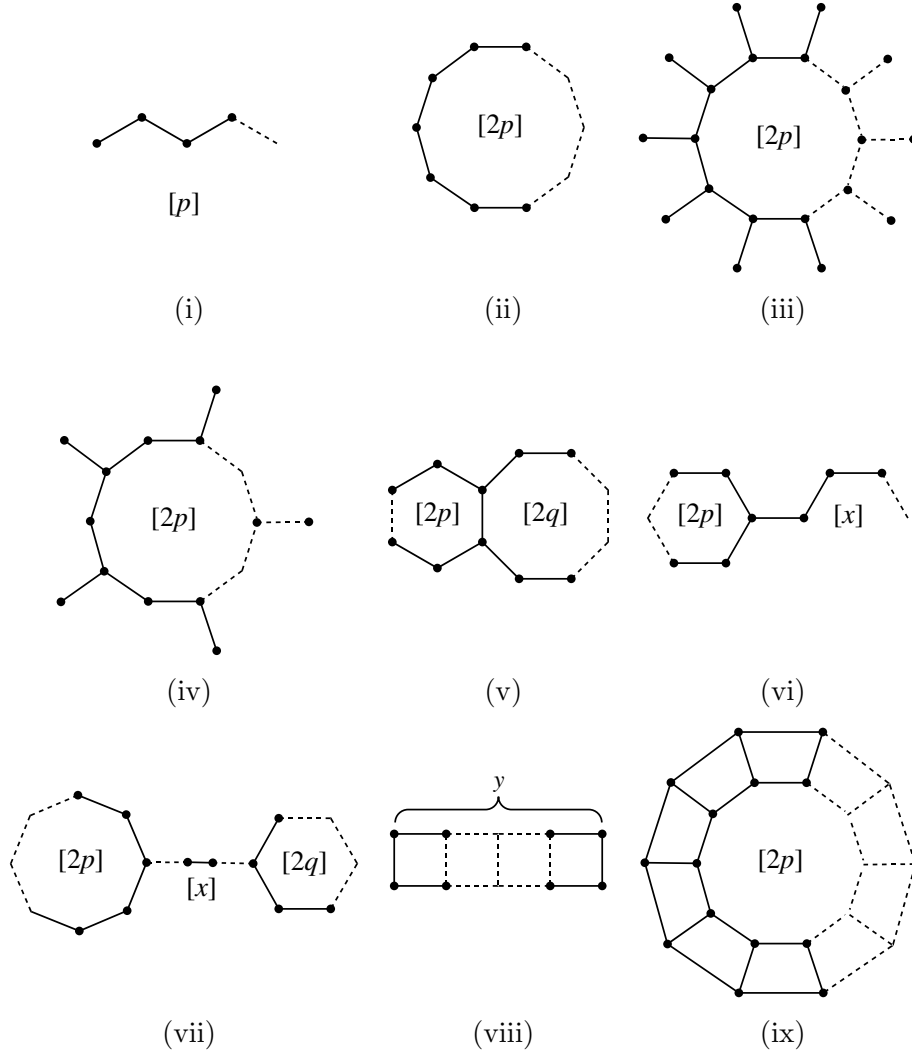 [2p]
[2p]
[p]
(i)
(ii)
(iii)
[2p]
[2p]
[2q]
[2p]
[x]
(iv)
(v)
(vi)
y
[2p]
[x]
[2q]
[2p]
(vii)
(viii)
(ix)